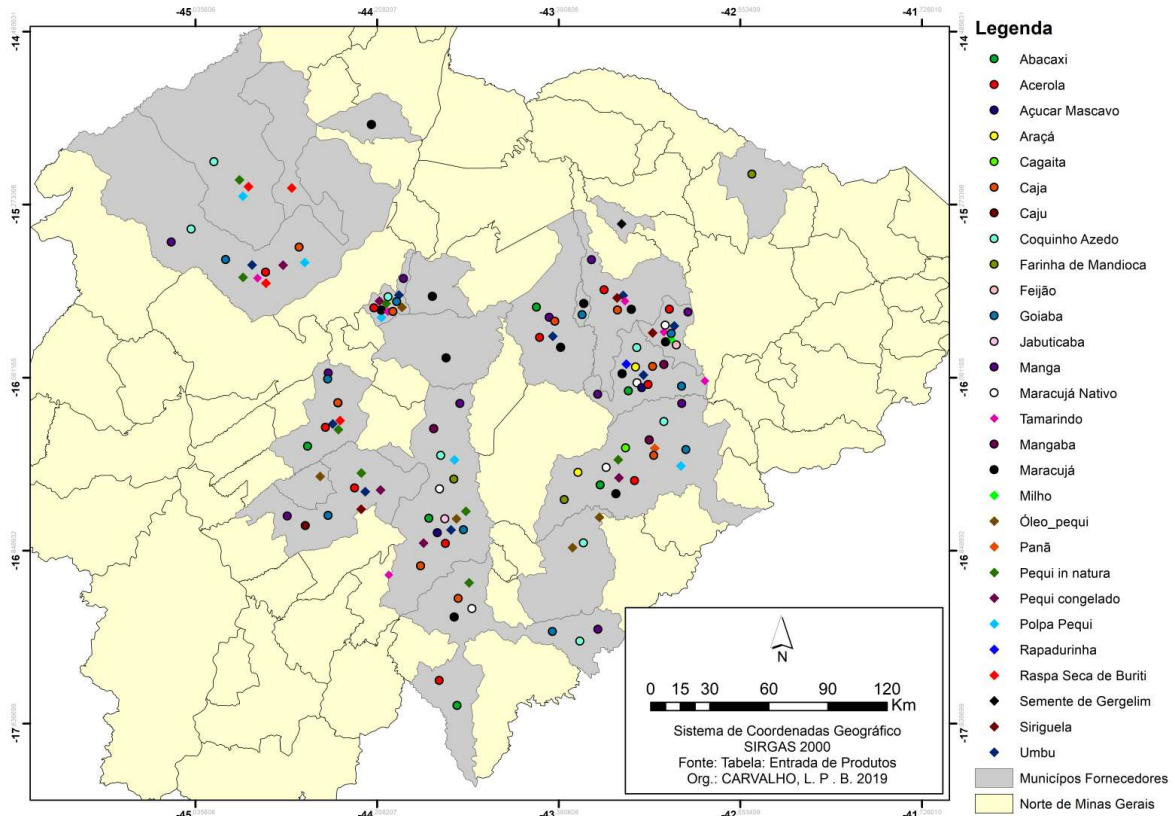 -45 -44 -43 -42 -41
Legenda
Abacaxi
Acerola
Açucar Mascavo
Araçá
Cagaita
Caja
Caju
Coquinho Azedo
Farinha de Mandioca
Feijão
Goiaba
Jabuticaba
Manga
Maracujá Nativo
Tamarindo
Mangaba
Maracujá
Milho
Óleo_pequi
Panã
Pequi in natura
Pequi congelado
Polpa Pequi
Rapadurinha
Raspa Seca de Buriti
Semente de Gergelim
Siriguela
Umbu
Municípos Fornecedores
Norte de Minas Gerais
-14
-15
-16
-16
-17
-14
-15
-16
-16
-17
N
0 15 30 60 90 120
Km
Sistema de Coordenadas Geográfico
SIRGAS 2000
Fonte: Tabela: Entrada de Produtos
Org.: CARVALHO, L. P . B. 2019
-45 -44 -43 -42 -41